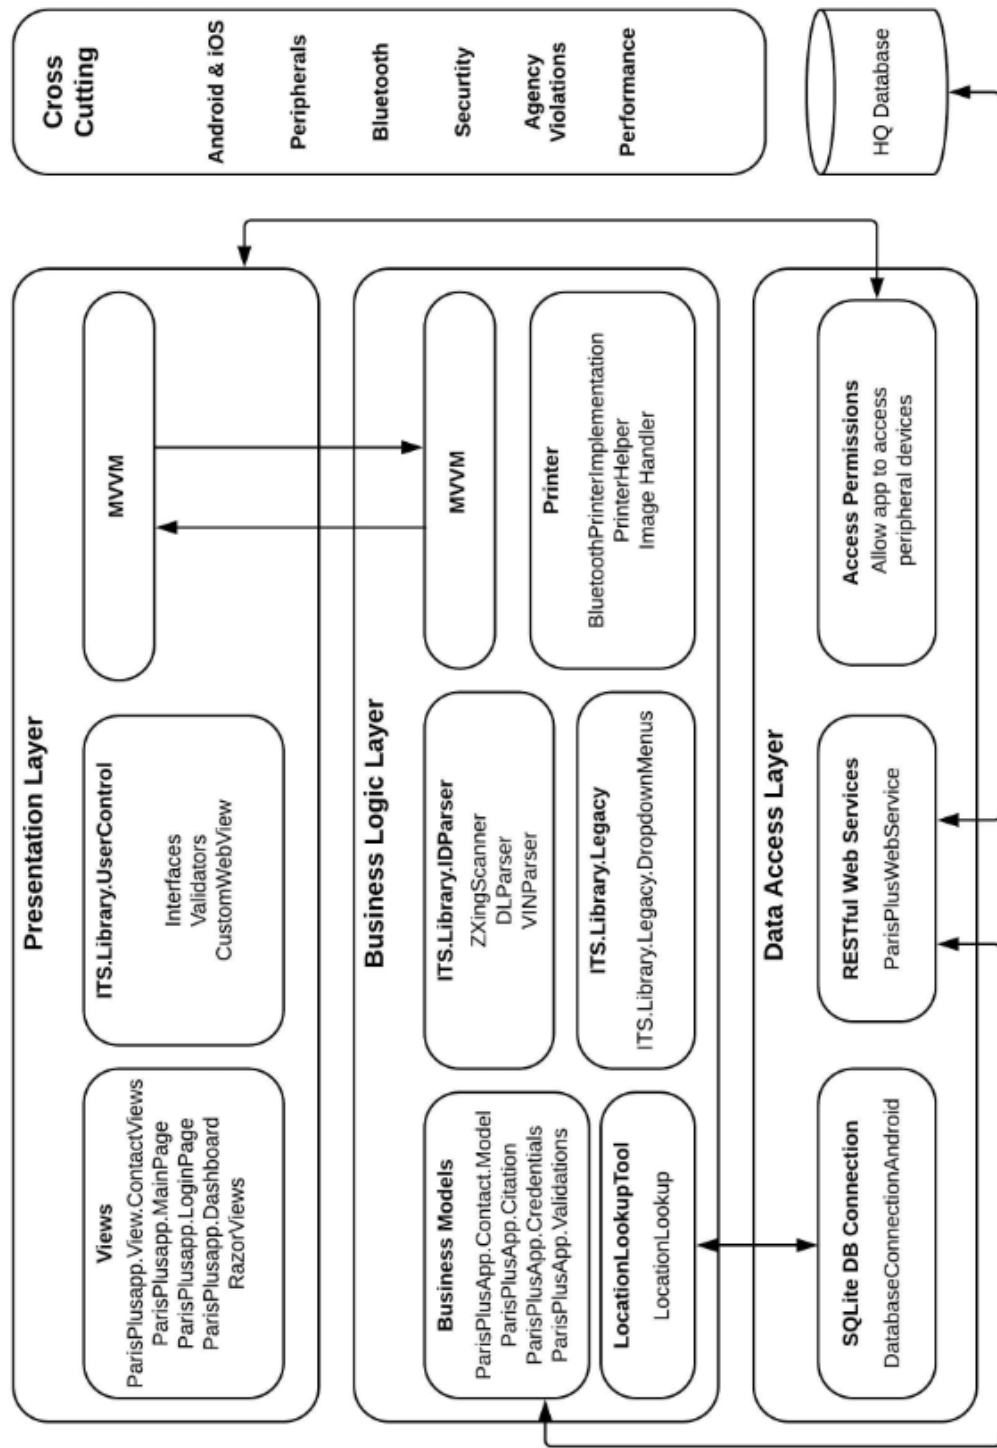 Presentation Layer
Views
ParisPlusapp.View.ContactViews
ParisPlusapp.MainPage
ParisPlusapp.LoginPage
ParisPlusapp.Dashboard
RazorViews
ITS.Library.UserControl
Interfaces
Validators
CustomWebView
MVVM
Business Logic Layer
Business Models
ParisPlusApp.Contact.Model
ParisPlusApp.Citation
ParisPlusApp.Credentials
ParisPlusApp.Validations
LocationLookupTool
LocationLookup
ITS.Library.IDParser
ZXingScanner
DLParser
VINParser
ITS.Library.Legacy
ITS.Library.Legacy.DropdownMenus
MVVM
Printer
BluetoothPrinterImplementation
PrinterHelper
Image Handler
Data Access Layer
SQLite DB Connection
DatabaseConnectionAndroid
RESTful Web Services
ParisPlusWebService
Access Permissions
Allow app to access
peripheral devices
Cross
Cutting
Android & iOS
Peripherals
Bluetooth
Securtity
Agency
Violations
Performance
HQ Database